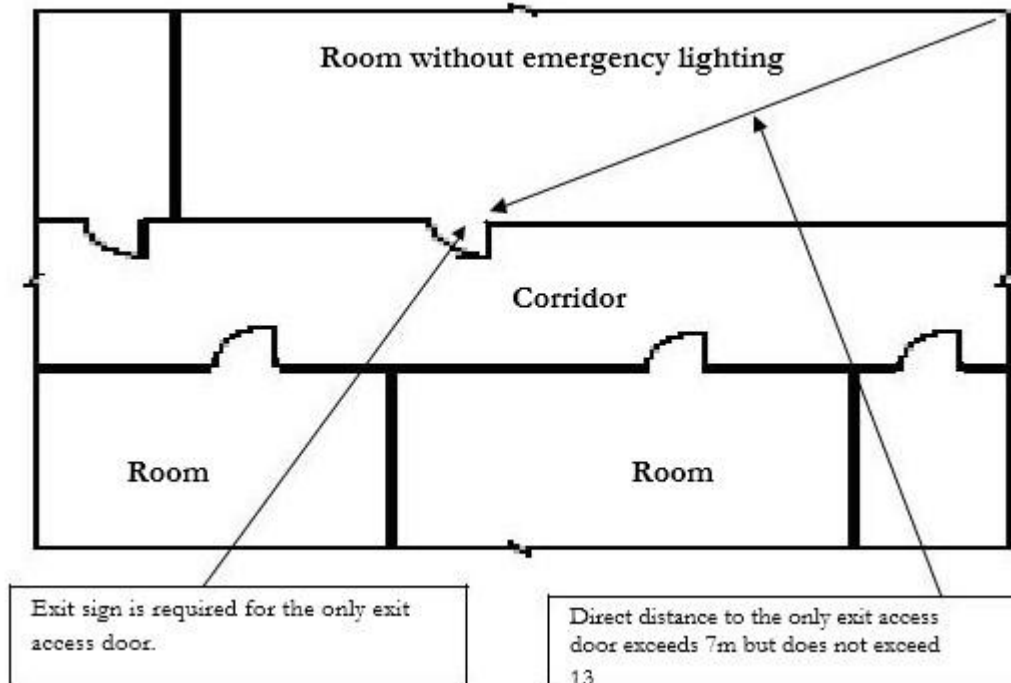 Room without emergency lighting
Corridor
Room
Room
Exit sign is required for the only exit
access door.
Direct distance to the only exit access
door exceeds 7m but does not exceed
13